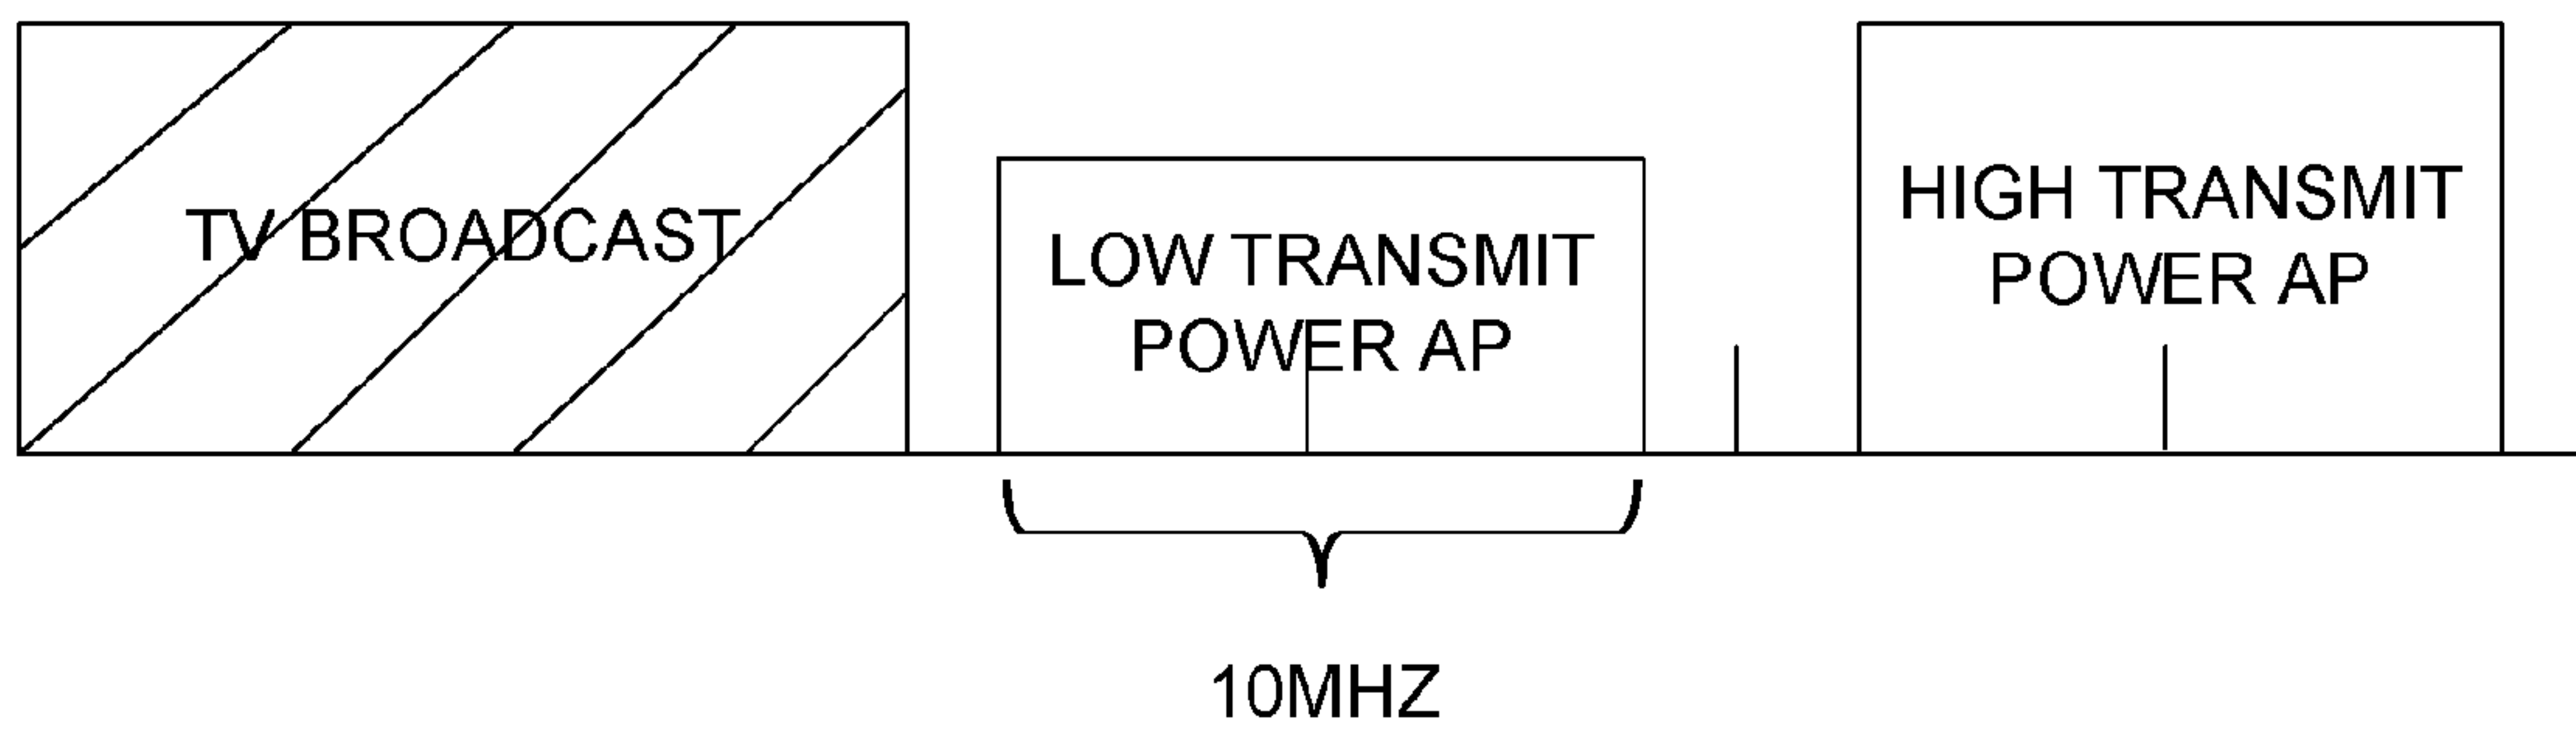 TV BROADCAST
LOW TRANSMIT
POWER AP
HIGH TRANSMIT
POWER AP
10MHZ